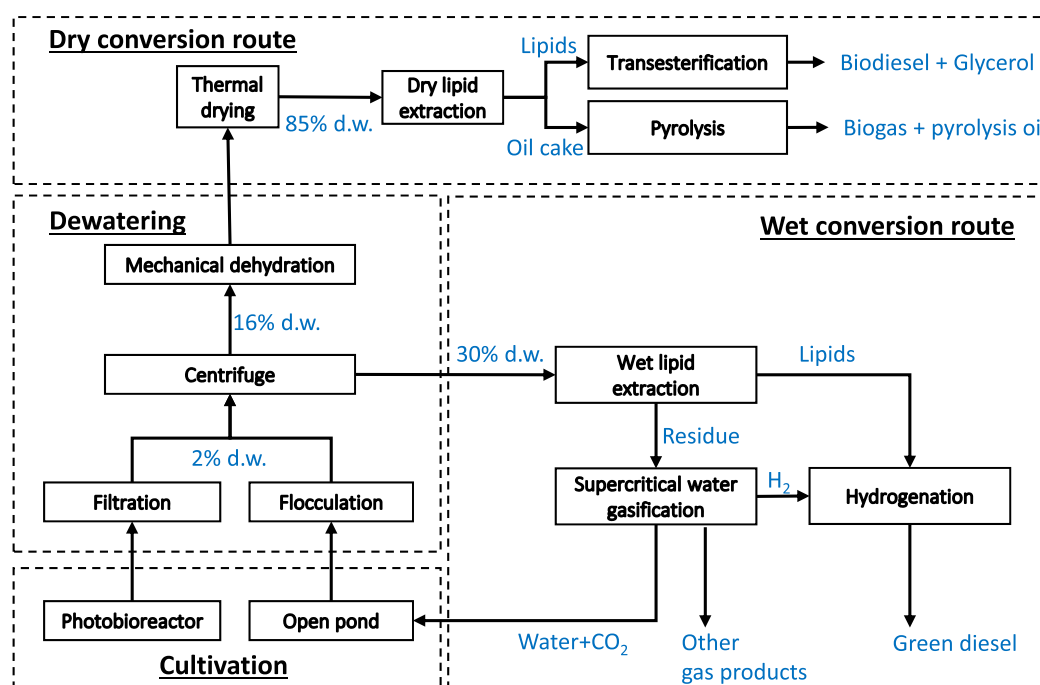 Dry conversion route
Thermal
drying
85% d.w.
Dry lipid
extraction
Lipids
Oil cake
Transesterification
Biodiesel + Glycerol
Pyrolysis
Biogas + pyrolysis oi
Dewatering
Mechanical dehydration
16% d.w.
Centrifuge
2% d.w.
Filtration
Flocculation
Wet conversion route
30% d.w.
Wet lipid
extraction
Lipids
Residue
Supercritical water
gasification
H2
Hydrogenation
Water+CO2
Other
gas products
Green diesel
Photobioreactor
Open pond
Cultivation